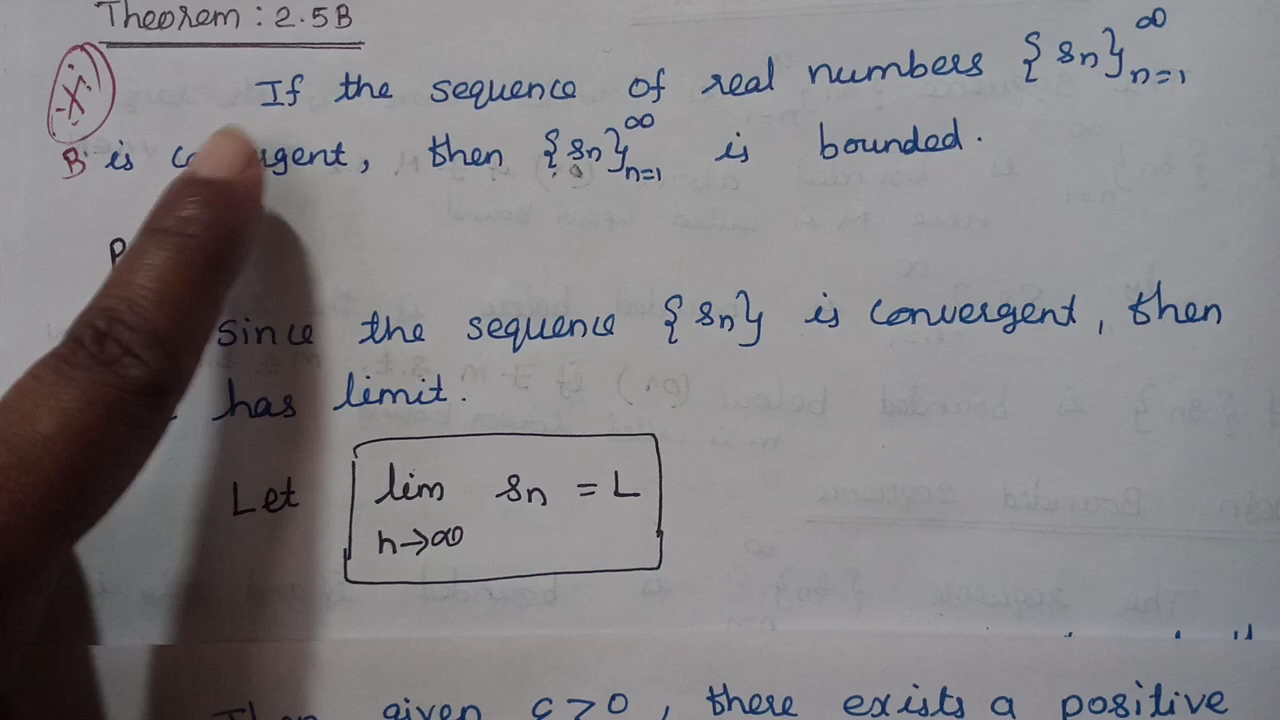 Theorem : 2.5B
If the sequence of real numbers {sn}∞n=1
B is gent, then {sn}∞n=1 is bounded.
since the sequence {sn} is convergent, then
has limit.
Let lim sn = L
n→∞
given ε>0, there exists a positive